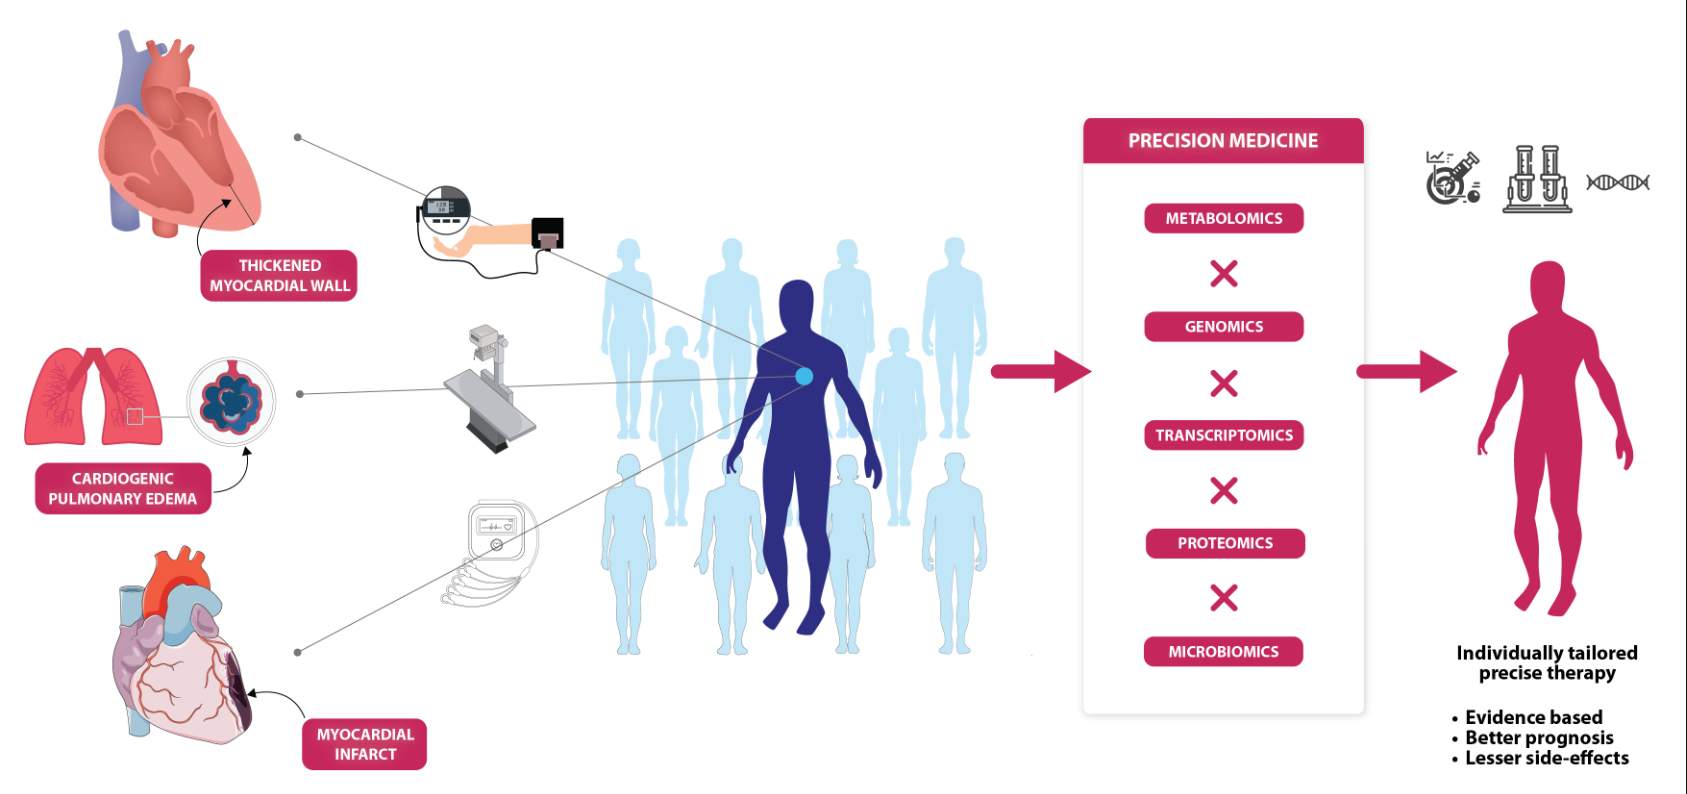 THICKENED
MYOCARDIAL WALL
CARDIOGENIC
PULMONARY EDEMA
MYOCARDIAL
INFARCT
PRECISION MEDICINE
METABOLOMICS
GENOMICS
TRANSCRIPTOMICS
PROTEOMICS
MICROBIOMICS
Individually tailored
precise therapy
• Evidence based
• Better prognosis
• Lesser side-effects